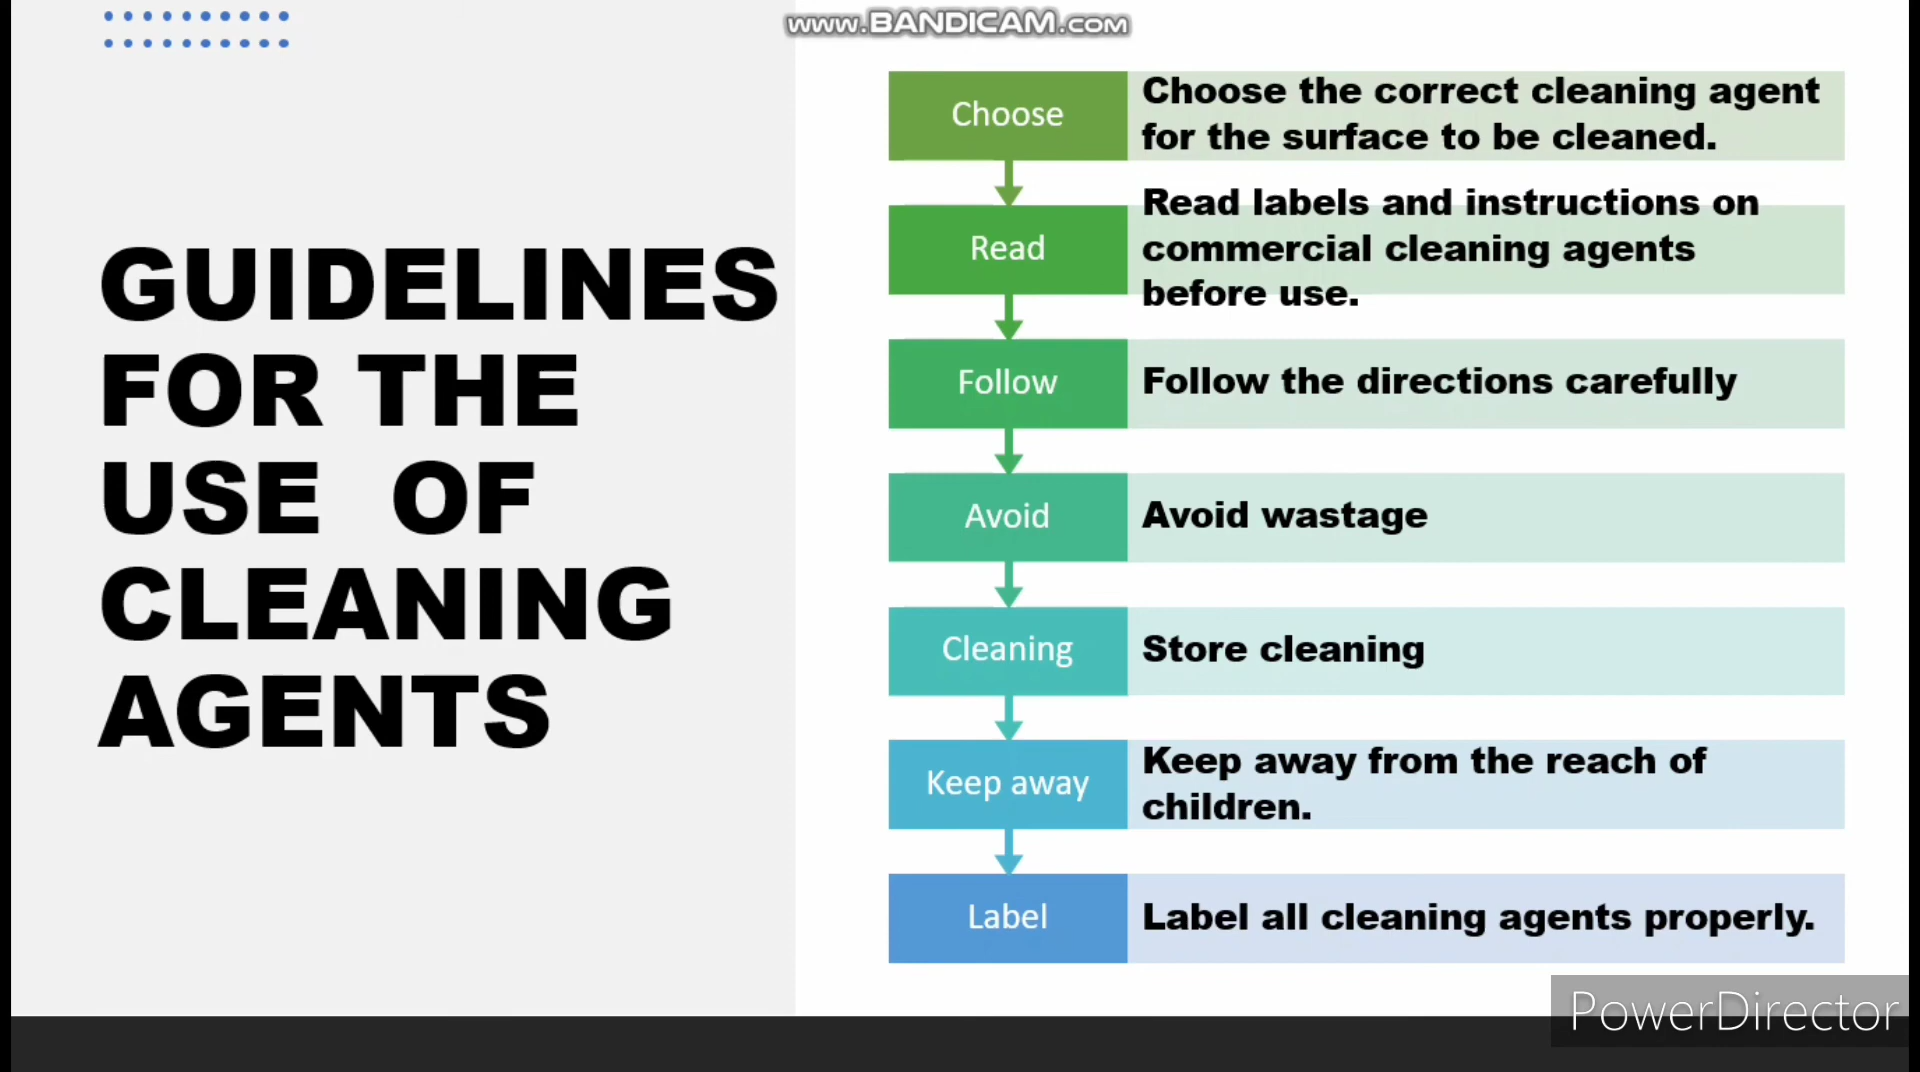 www.BANDICAM.com
GUIDELINES
FOR THE
USE OF
CLEANING
AGENTS
Choose
Choose the correct cleaning agent
for the surface to be cleaned.
Read
Read labels and instructions on
commercial cleaning agents
before use.
Follow
Follow the directions carefully
Avoid
Avoid wastage
Cleaning
Store cleaning
Keep away
Keep away from the reach of
children.
Label
Label all cleaning agents properly.
PowerDirector